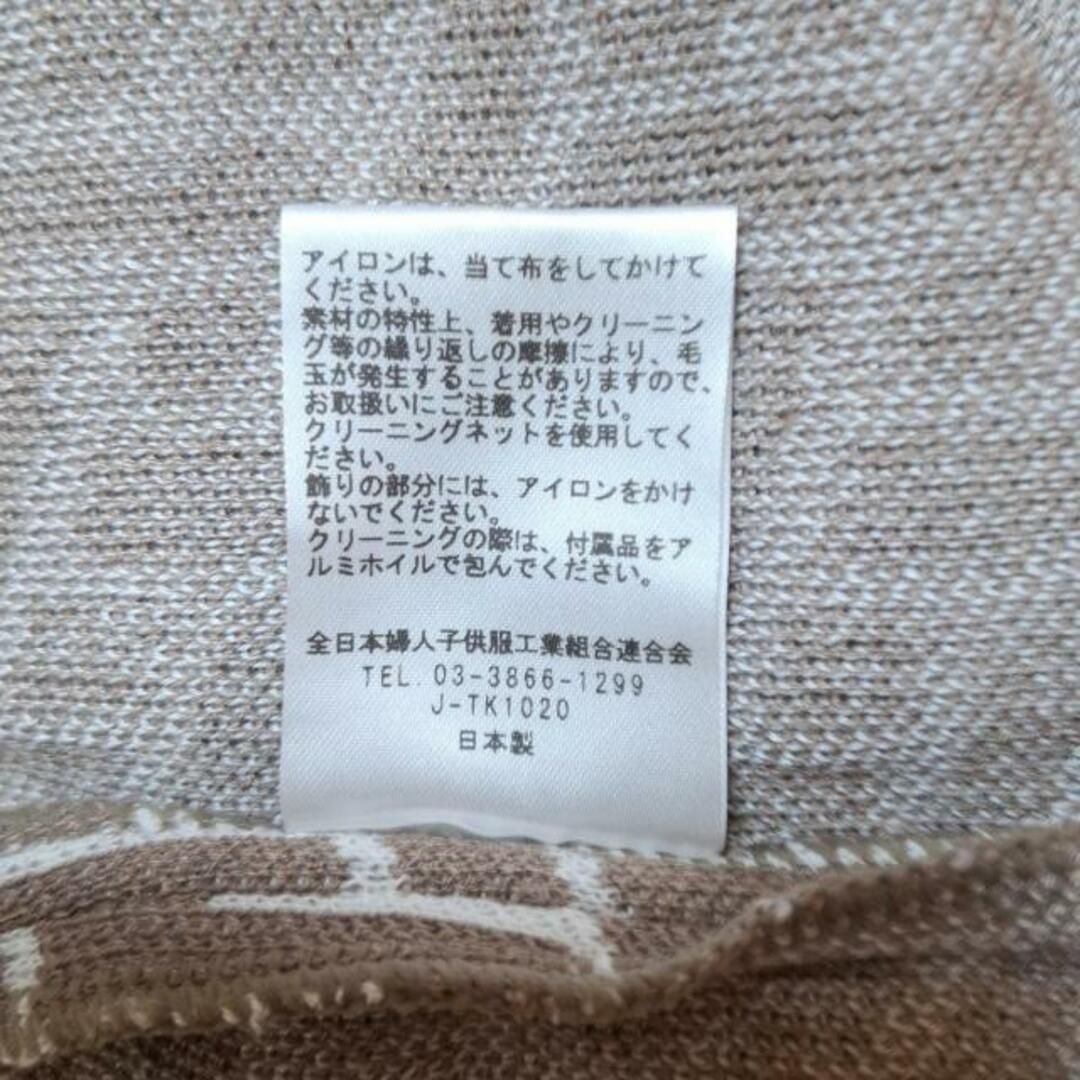 アイロンは、当て布をしてかけて
ください。
素材の特性上、着用やクリーニン
グ等の繰り返しの摩擦により、毛
玉が発生することがありますので、
お取扱いにご注意ください。
クリーニングネットを使用してく
ださい。
飾りの部分には、アイロンをかけ
ないでください。
クリーニングの際は、付属品をア
ルミホイルで包んでください。
全日本婦人子供服工業組合連合会
TEL. 03-3866-1299
J-TK1020
日本製